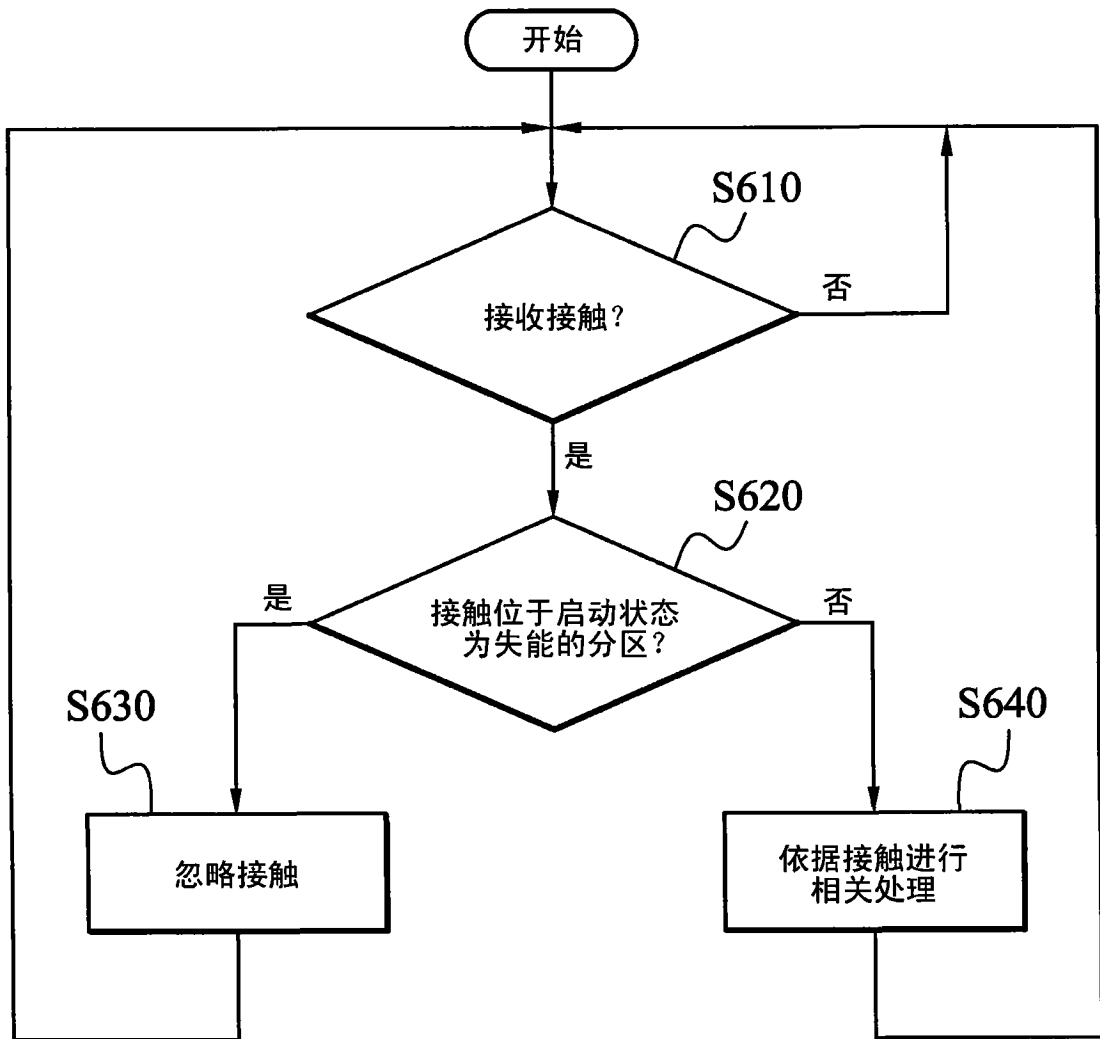 开始
S610
接收接触?
否
是
S620
是
接触位于启动状态
为失能的分区?
否
S630
S640
忽略接触
依据接触进行
相关处理